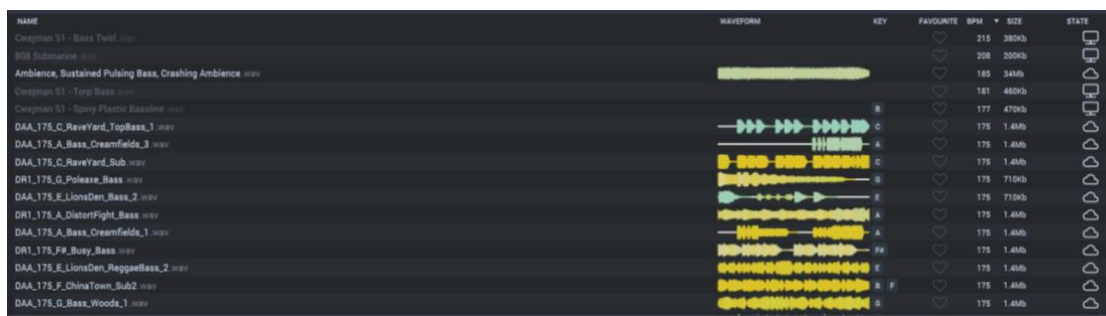 NAME WAVEFORM KEY FAVOURITE BPM ▼ SIZE STATE
Cwejman S1 - Bass Twirl .wav 215 380Kb
808 Submarine .wav 208 200Kb
Ambience, Sustained Pulsing Bass, Crashing Ambience .wav 185 34Mb
Cwejman S1 - Torp Bass .wav 181 460Kb
Cwejman S1 - Spiny Plastic Bassline .wav B 177 470Kb
DAA_175_C_RaveYard_TopBass_1 .wav C 175 1.4Mb
DAA_175_A_Bass_Creamfields_3 .wav A 175 1.4Mb
DAA_175_C_RaveYard_Sub .wav C 175 1.4Mb
DR1_175_G_Poleaxe_Bass .wav G 175 710Kb
DAA_175_E_LionsDen_Bass_2 .wav E 175 710Kb
DR1_175_A_DistortFight_Bass .wav A 175 1.4Mb
DAA_175_A_Bass_Creamfields_1 .wav A 175 1.4Mb
DR1_175_F#_Busy_Bass .wav F# 175 1.4Mb
DAA_175_E_LionsDen_ReggaeBass_2 .wav E 175 1.4Mb
DAA_175_F_ChinaTown_Sub2 .wav B F 175 1.4Mb
DAA_175_G_Bass_Woods_1 .wav G 175 1.4Mb